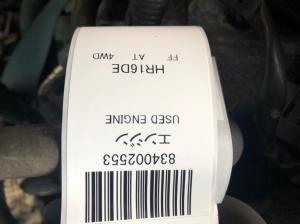 834002553
エンジン
USED ENGINE
HR16DE
FF AT 4WD